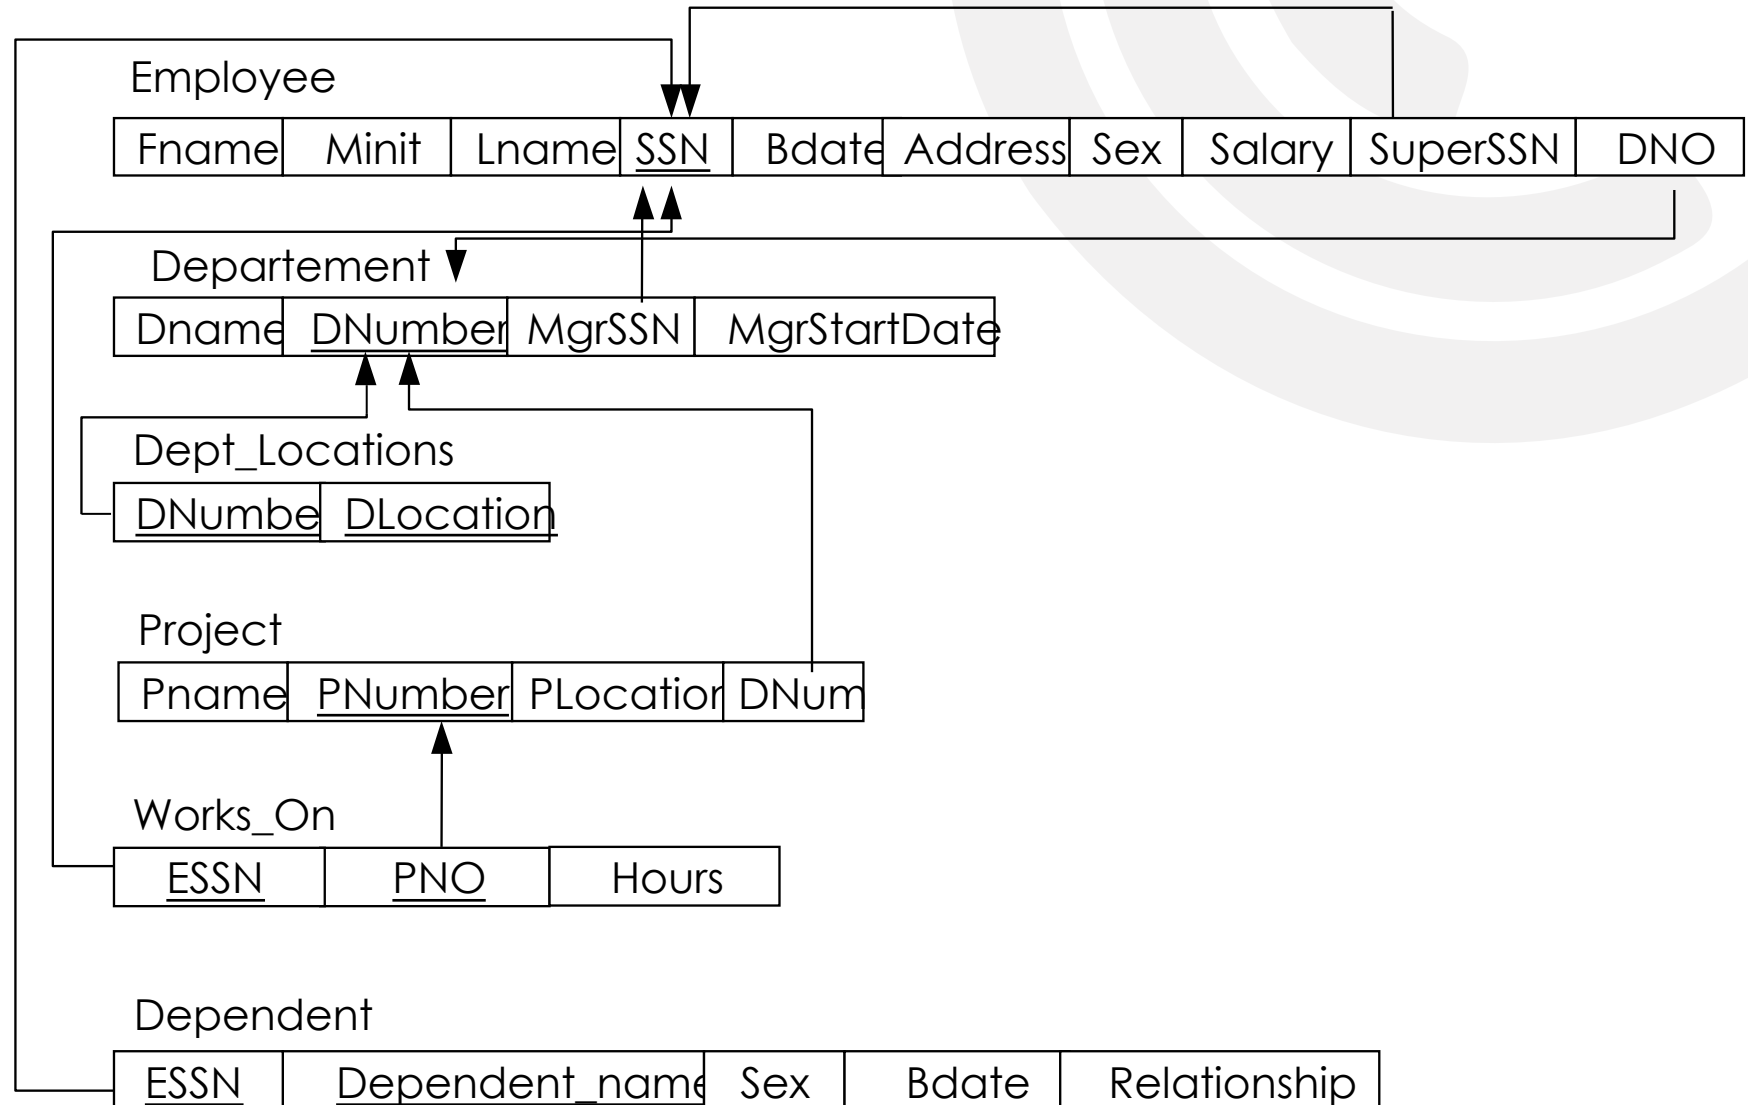 Employee
Fname Minit Lname SSN Bdate Address Sex Salary SuperSSN DNO
Departement
Dname DNumber MgrSSN MgrStartDate
Dept_Locations
DNumbe DLocation
Project
Pname PNumber PLocation DNum
Works_On
ESSN PNO Hours
Dependent
ESSN Dependent_name Sex Bdate Relationship